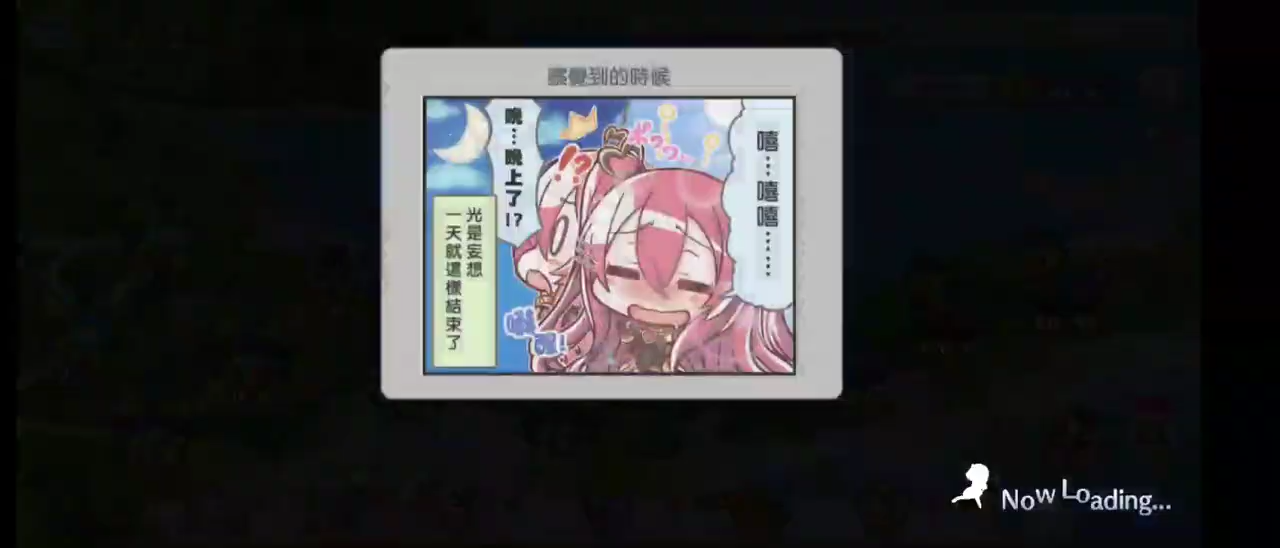 察覺到的時候
嘻…嘻嘻……
晚…晚上了!?
!?
光是妄想
一天就這樣結束了
Now Loading...